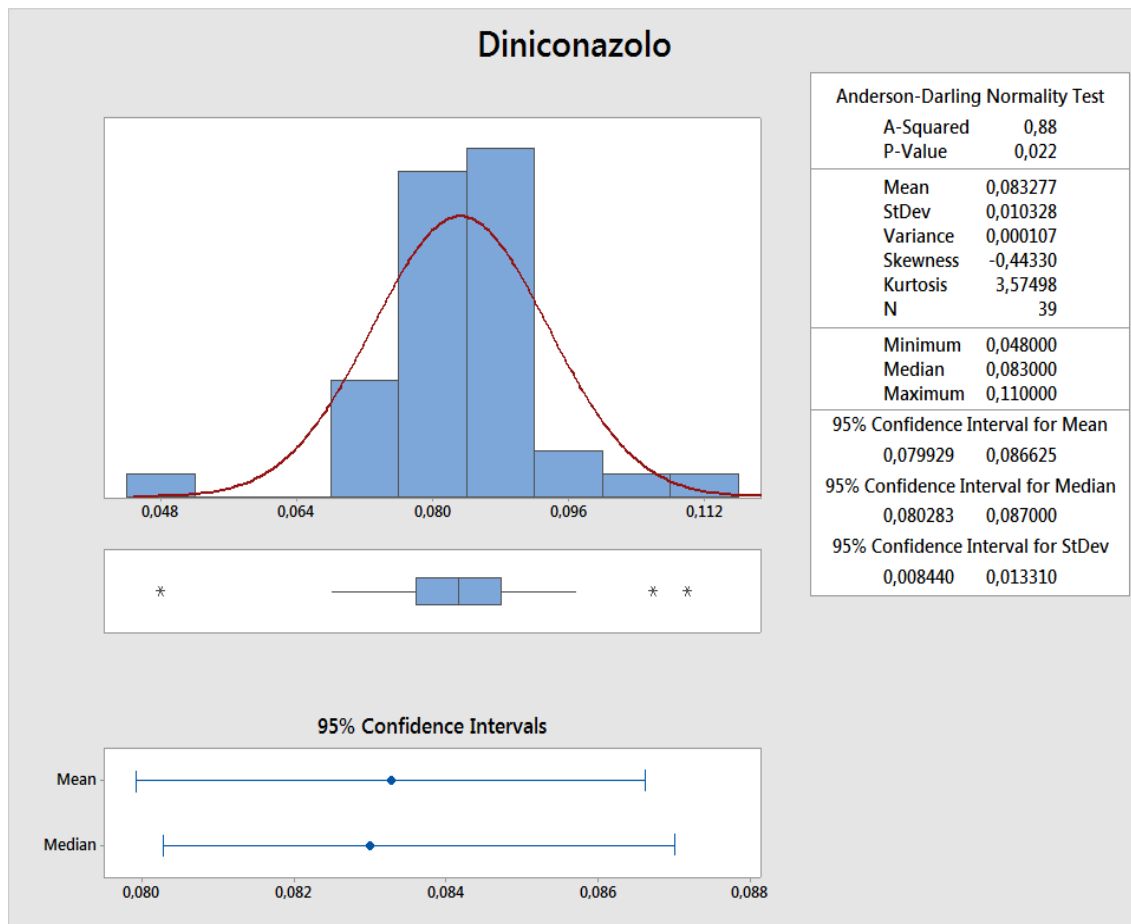 Diniconazolo
Anderson-Darling Normality Test
A-Squared 0,88
P-Value 0,022
Mean 0,083277
StDev 0,010328
Variance 0,000107
Skewness -0,44330
Kurtosis 3,57498
N 39
Minimum 0,048000
Median 0,083000
Maximum 0,110000
95% Confidence Interval for Mean
0,079929 0,086625
95% Confidence Interval for Median
0,080283 0,087000
95% Confidence Interval for StDev
0,008440 0,013310
0,048 0,064 0,080 0,096 0,112
95% Confidence Intervals
Mean
Median
0,080 0,082 0,084 0,086 0,088